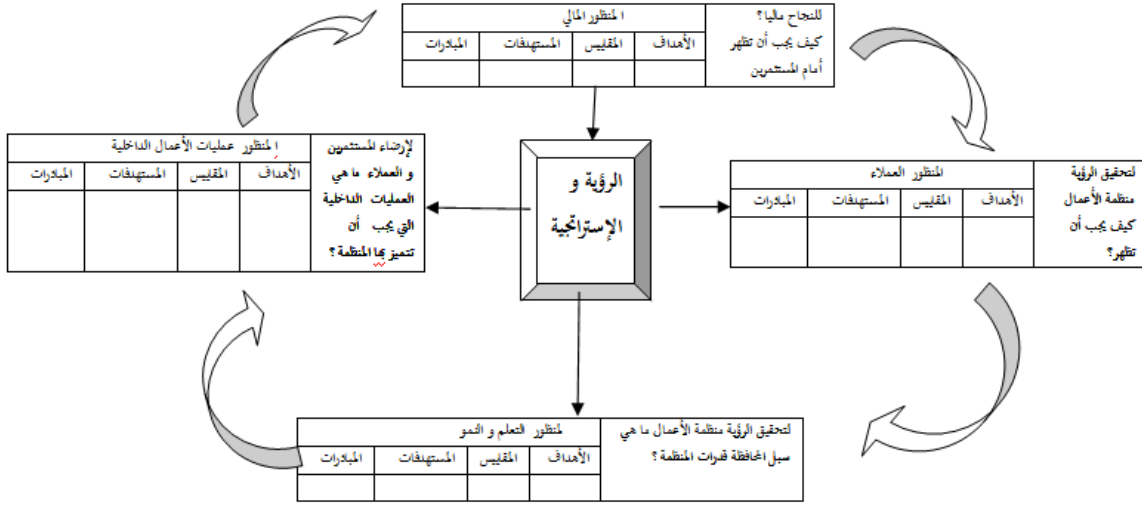 للنجاح ماليا؟
كيف يجب أن تظهر
أمام المستثمرين
المنظور المالي
الأهداف المقاييس المستهدفات المبادرات
لتحقيق الرؤية
منظمة الأعمال
كيف يجب أن
تظهر؟
المنظور العملاء
الأهداف المقاييس المستهدفات المبادرات
الرؤية و
الإستراتجية
لإرضاء المستثمرين
و العملاء ما هي
العمليات الداخلية
التي يجب أن
تتميز بها المنظمة؟
المنظور عمليات الأعمال الداخلية
الأهداف المقاييس المستهدفات المبادرات
لتحقيق الرؤية منظمة الأعمال ما هي
سبل المحافظة قدرات المنظمة؟
لمنظور التعلم و النمو
الأهداف المقاييس المستهدفات المبادرات